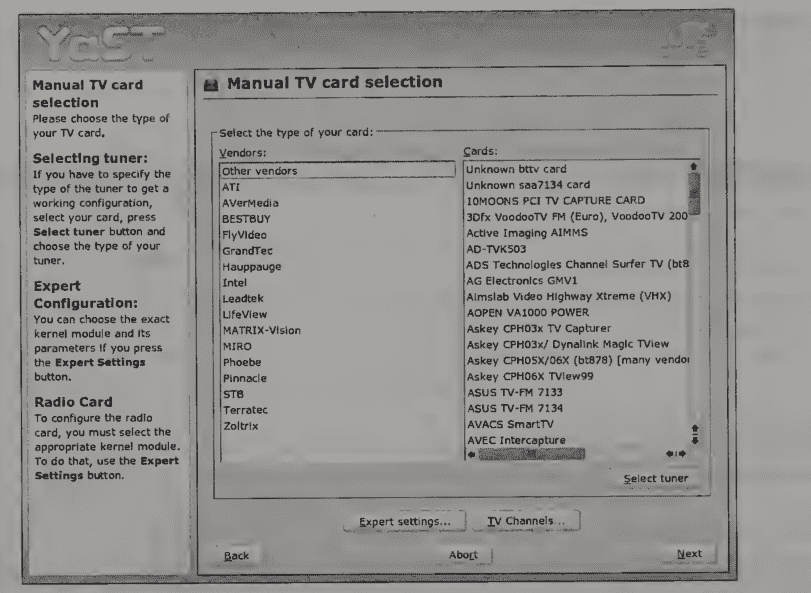 YaST
Manual TV card
selection
Please choose the type of
your TV card.
Selecting tuner:
If you have to specify the
type of the tuner to get a
working configuration,
select your card, press
Select tuner button and
choose the type of your
tuner.
Expert
Configuration:
You can choose the exact
kernel module and its
parameters if you press
the Expert Settings
button.
Radio Card
To configure the radio
card, you must select the
appropriate kernel module.
To do that, use the Expert
Settings button.
Manual TV card selection
Select the type of your card:
Vendors:
Other vendors
ATI
AVerMedia
BESTBUY
FlyVideo
GrandTec
Hauppauge
Intel
Leadtek
LifeView
MATRIX-Vision
MIRO
Phoebe
Pinnacle
STB
Terratec
Zoltrix
Cards:
Unknown bttv card
Unknown saa7134 card
10MOONS PCI TV CAPTURE CARD
3Dfx VoodooTV FM (Euro), VoodooTV 200
Active Imaging AIMMS
AD-TVK503
ADS Technologies Channel Surfer TV (bt8
AG Electronics GMV1
Aimslab Video Highway Xtreme (VHX)
AOPEN VA1000 POWER
Askey CPH03x TV Capturer
Askey CPH03x/ Dynalink Magic TView
Askey CPH05X/06X (bt878) [many vendo
Askey CPH06X TView99
ASUS TV-FM 7133
ASUS TV-FM 7134
AVACS SmartTV
AVEC Intercapture
Select tuner
Expert settings...
TV Channels...
Back
Abort
Next